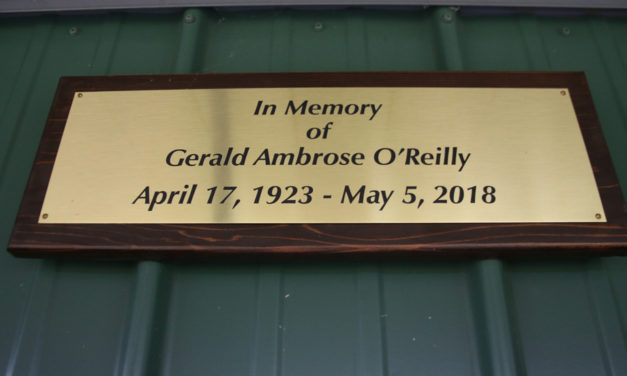 In Memory
of
Gerald Ambrose O'Reilly
April 17, 1923 - May 5, 2018